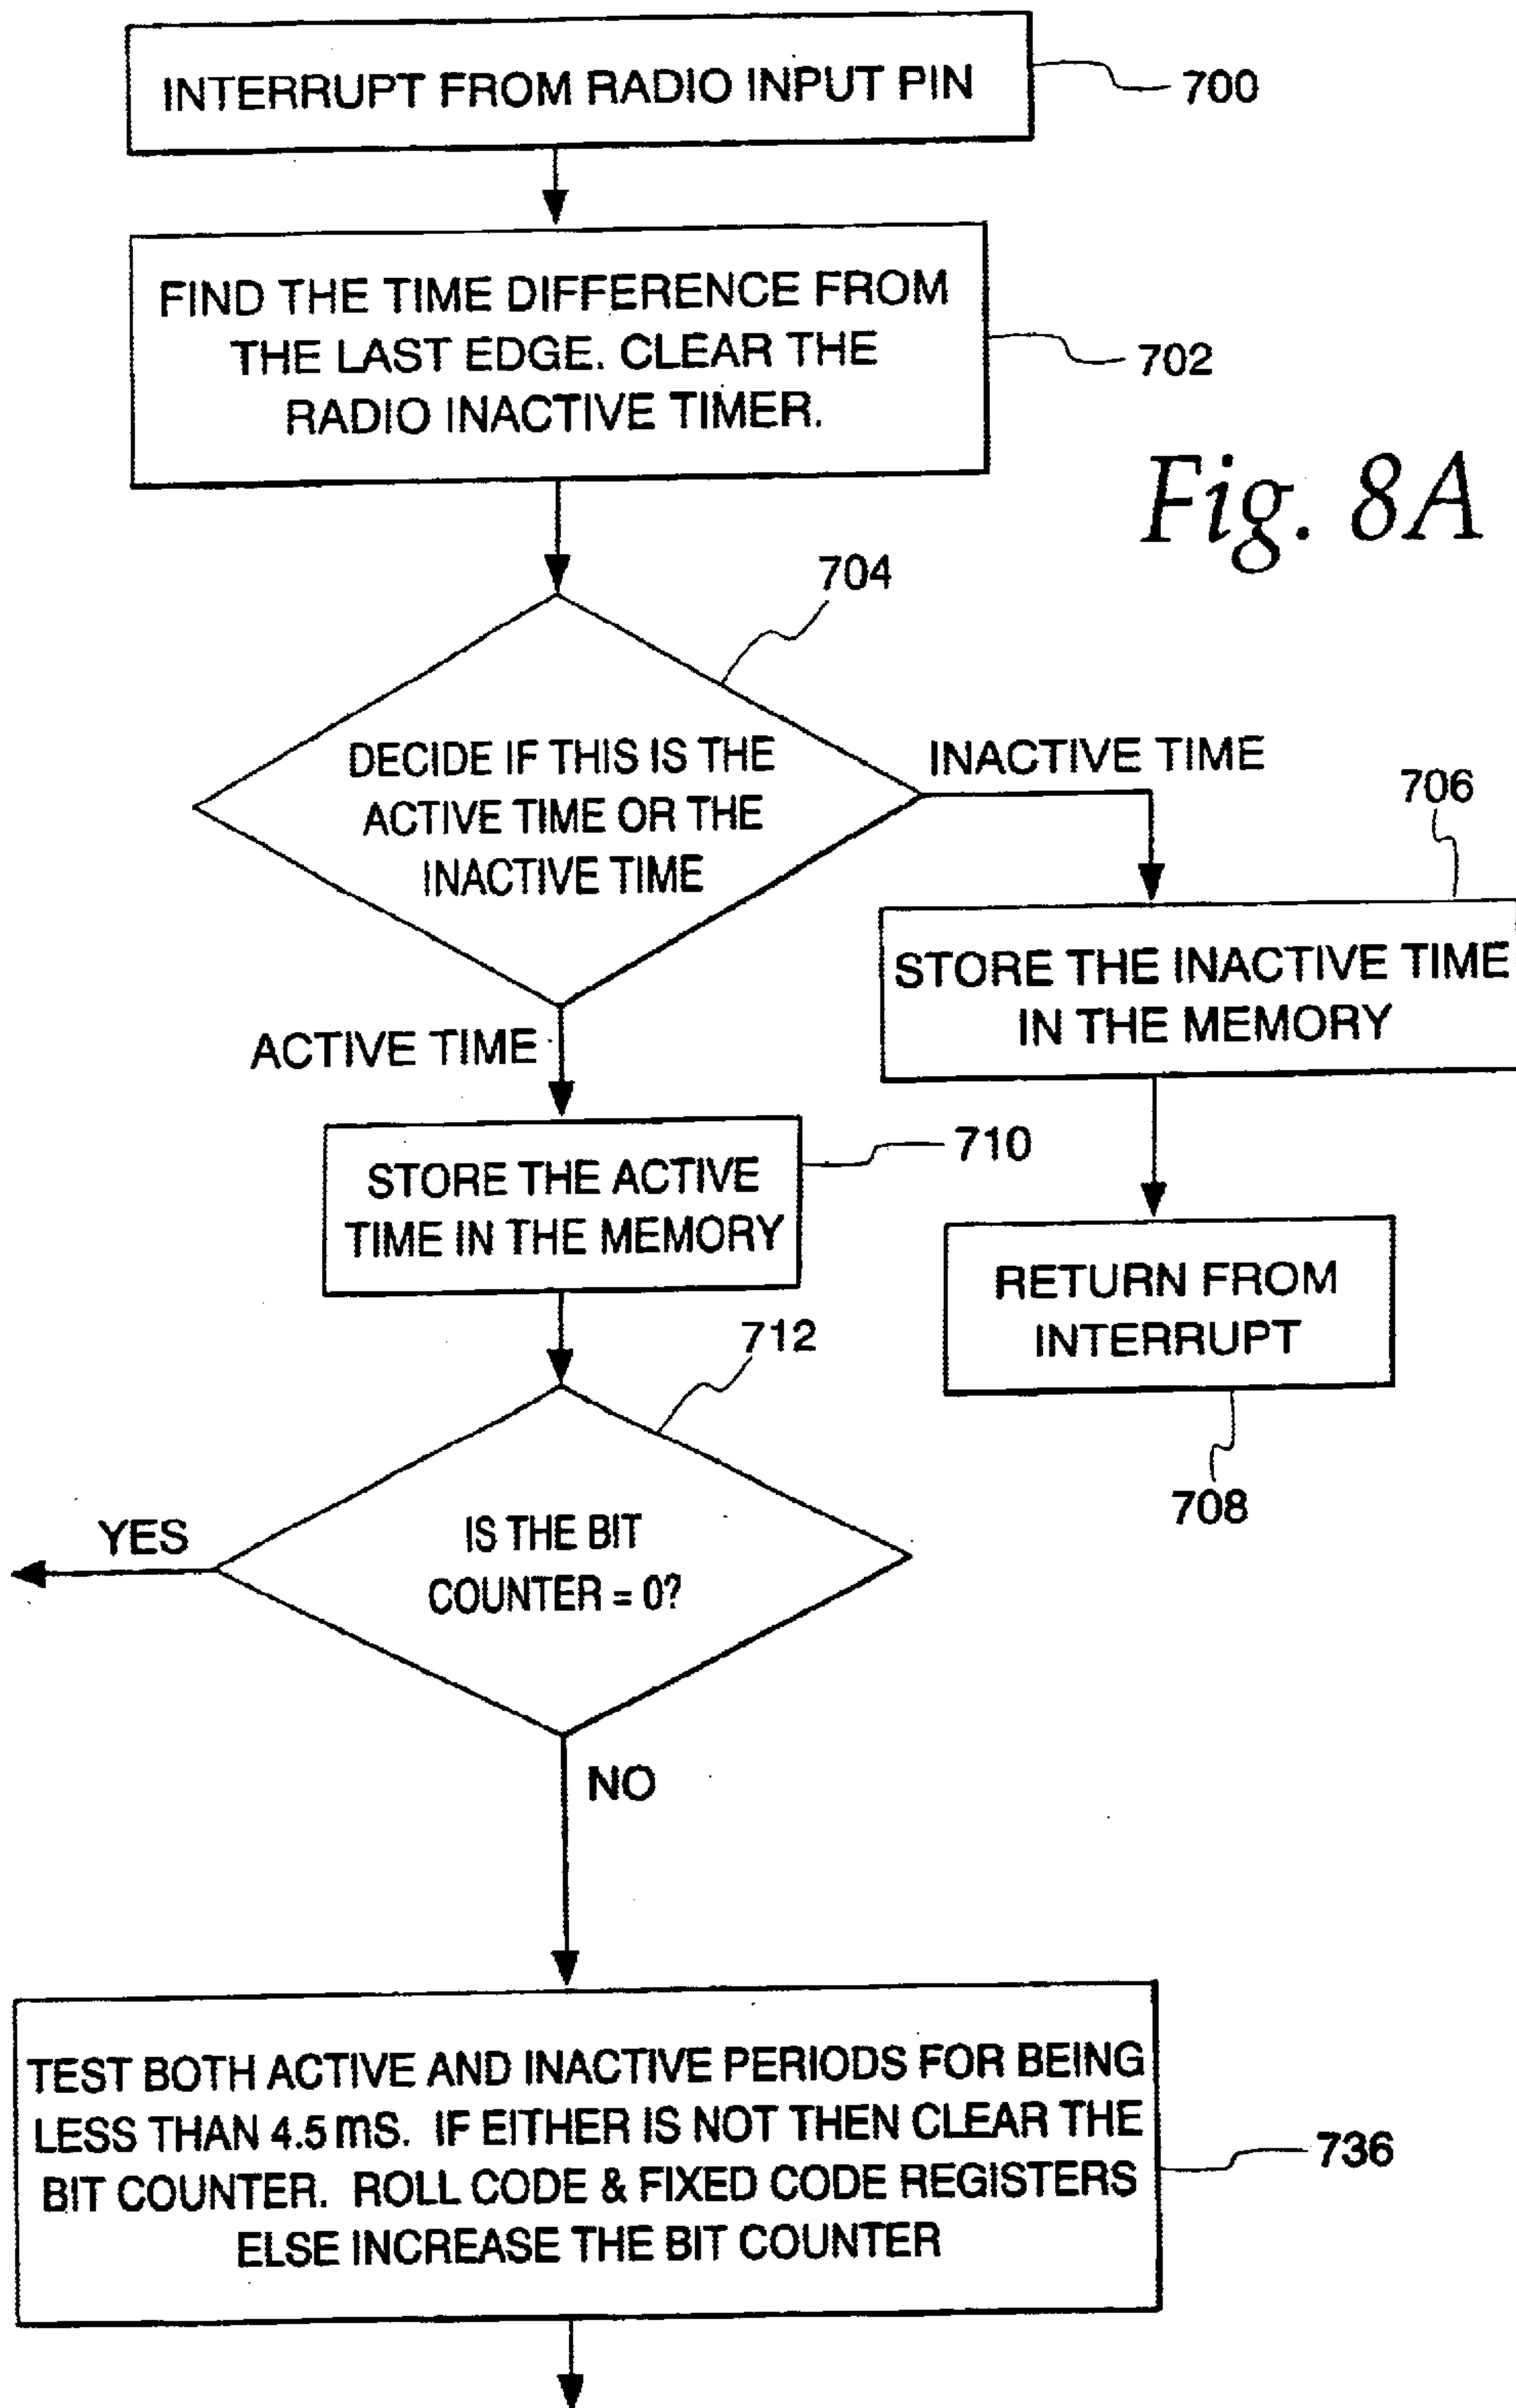 INTERRUPT FROM RADIO INPUT PIN
700
FIND THE TIME DIFFERENCE FROM
THE LAST EDGE. CLEAR THE
RADIO INACTIVE TIMER.
702
Fig. 8A
704
DECIDE IF THIS IS THE
ACTIVE TIME OR THE
INACTIVE TIME
INACTIVE TIME
706
STORE THE INACTIVE TIME
IN THE MEMORY
ACTIVE TIME
710
STORE THE ACTIVE
TIME IN THE MEMORY
RETURN FROM
INTERRUPT
708
712
YES
IS THE BIT
COUNTER = 0?
NO
TEST BOTH ACTIVE AND INACTIVE PERIODS FOR BEING
LESS THAN 4.5 mS. IF EITHER IS NOT THEN CLEAR THE
BIT COUNTER. ROLL CODE & FIXED CODE REGISTERS
ELSE INCREASE THE BIT COUNTER
736